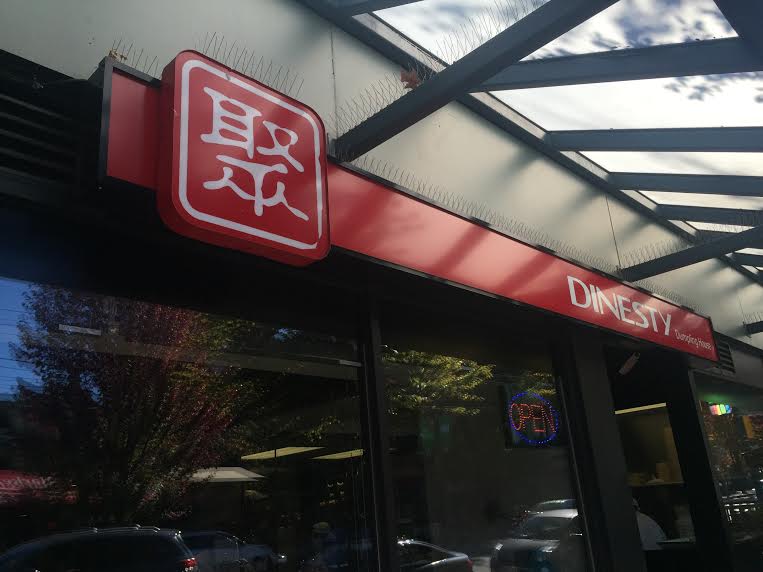 聚
DINESTY
Dumpling House
OPEN